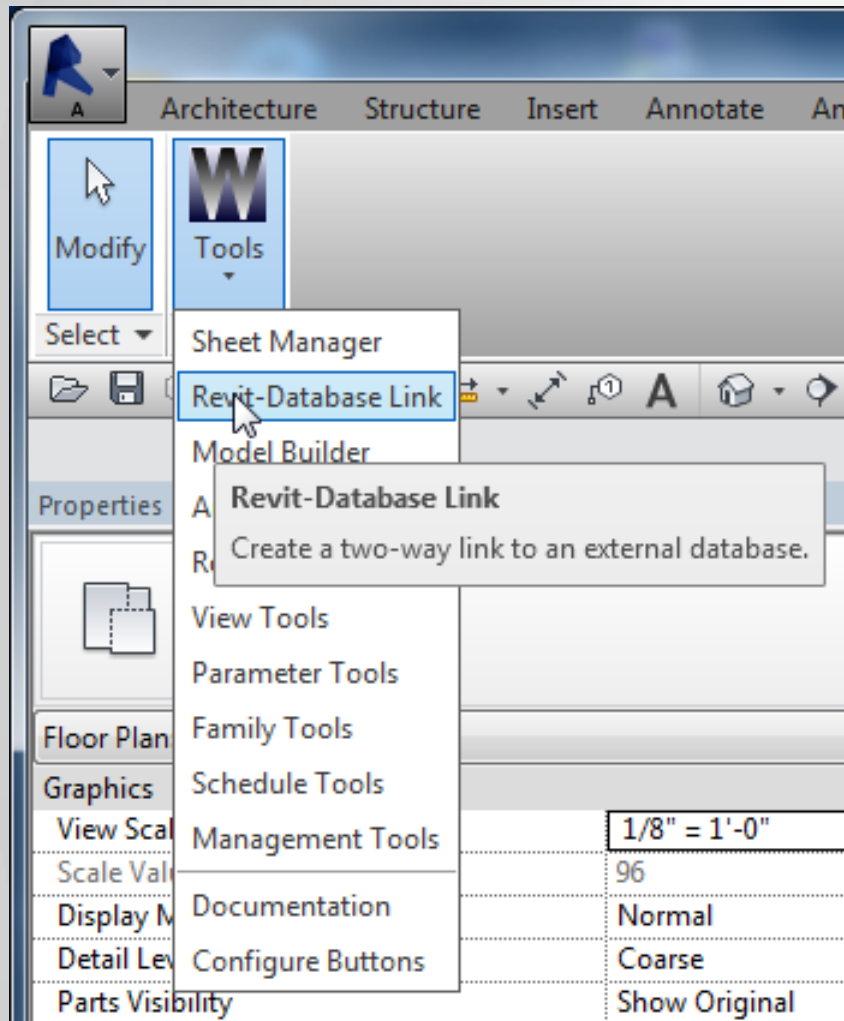 A
Architecture Structure Insert Annotate An
W
Modify Tools
Select
Sheet Manager
Revit-Database Link
A
Model Builder
Properties A
Revit-Database Link
Create a two-way link to an external database.
R
View Tools
Parameter Tools
Family Tools
Floor Plan
Schedule Tools
Graphics
View Scal 1/8" = 1'-0"
Management Tools
Scale Val 96
Documentation
Display M Normal
Detail Lev Coarse
Configure Buttons
Parts Visibility Show Original